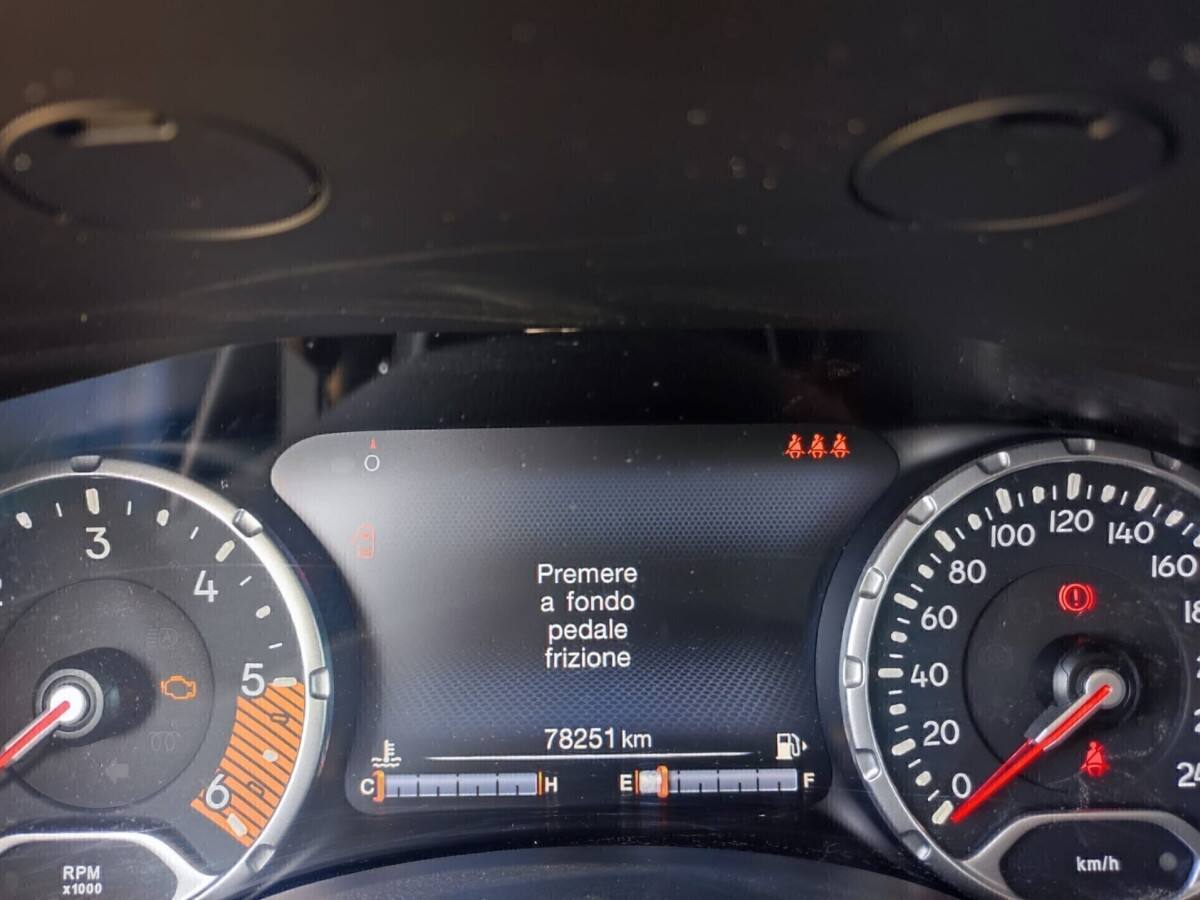 O
3
4
5
6
RPM
x1000
Premere
a fondo
pedale
frizione
78251 km
C H
E F
0
20
40
60
80
100
120
140
160
km/h